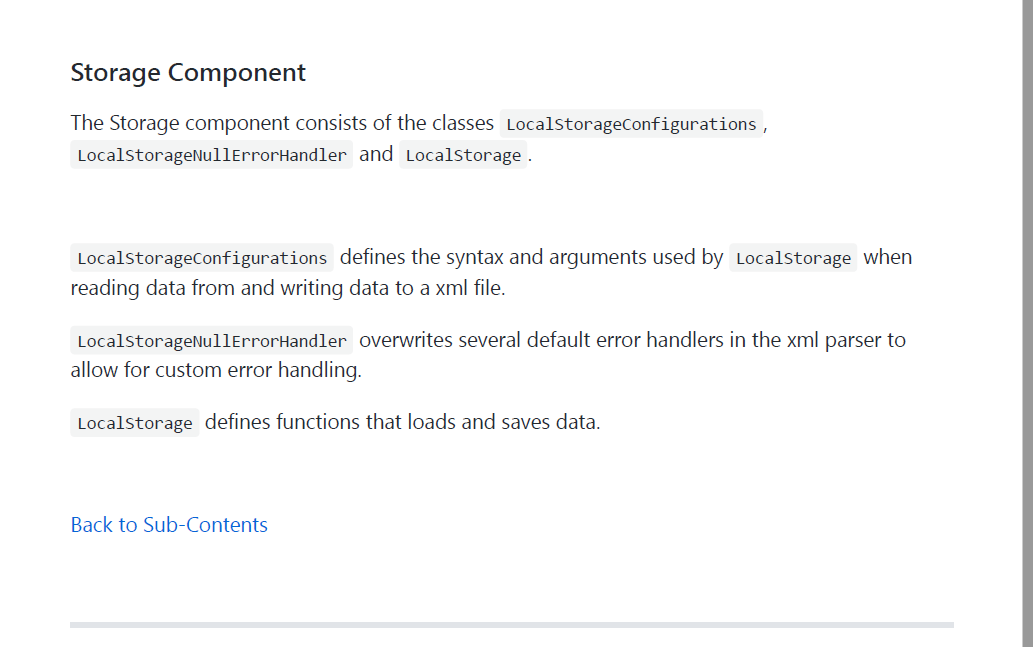 Storage Component
The Storage component consists of the classes LocalStorageConfigurations ,
LocalStorageNullErrorHandler and LocalStorage .
LocalStorageConfigurations defines the syntax and arguments used by LocalStorage when
reading data from and writing data to a xml file.
LocalStorageNullErrorHandler overwrites several default error handlers in the xml parser to
allow for custom error handling.
LocalStorage defines functions that loads and saves data.
Back to Sub-Contents